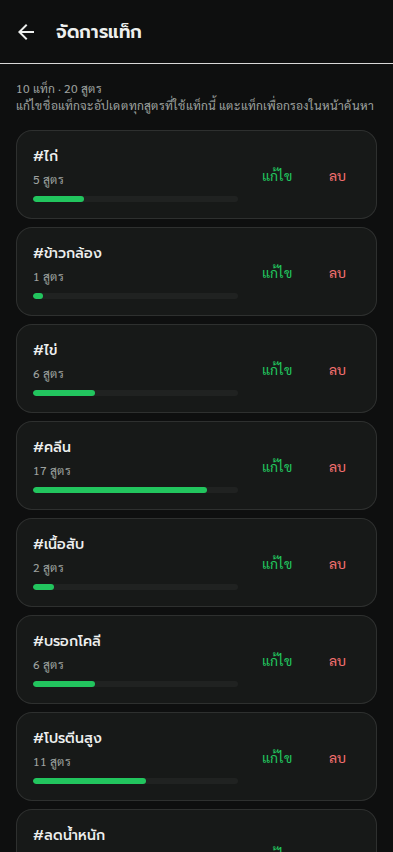 จัดการแท็ก
10 แท็ก · 20 สูตร
แก้ไขชื่อแท็กจะอัปเดตทุกสูตรที่ใช้แท็กนี้ แตะแท็กเพื่อกรองในหน้าค้นหา
#ไก่
5 สูตร
แก้ไข ลบ
#ข้าวกล้อง
1 สูตร
แก้ไข ลบ
#ไข่
6 สูตร
แก้ไข ลบ
#คลีน
17 สูตร
แก้ไข ลบ
#เนื้อสับ
2 สูตร
แก้ไข ลบ
#บรอกโคลี
6 สูตร
แก้ไข ลบ
#โปรตีนสูง
11 สูตร
แก้ไข ลบ
#ลดน้ำหนัก